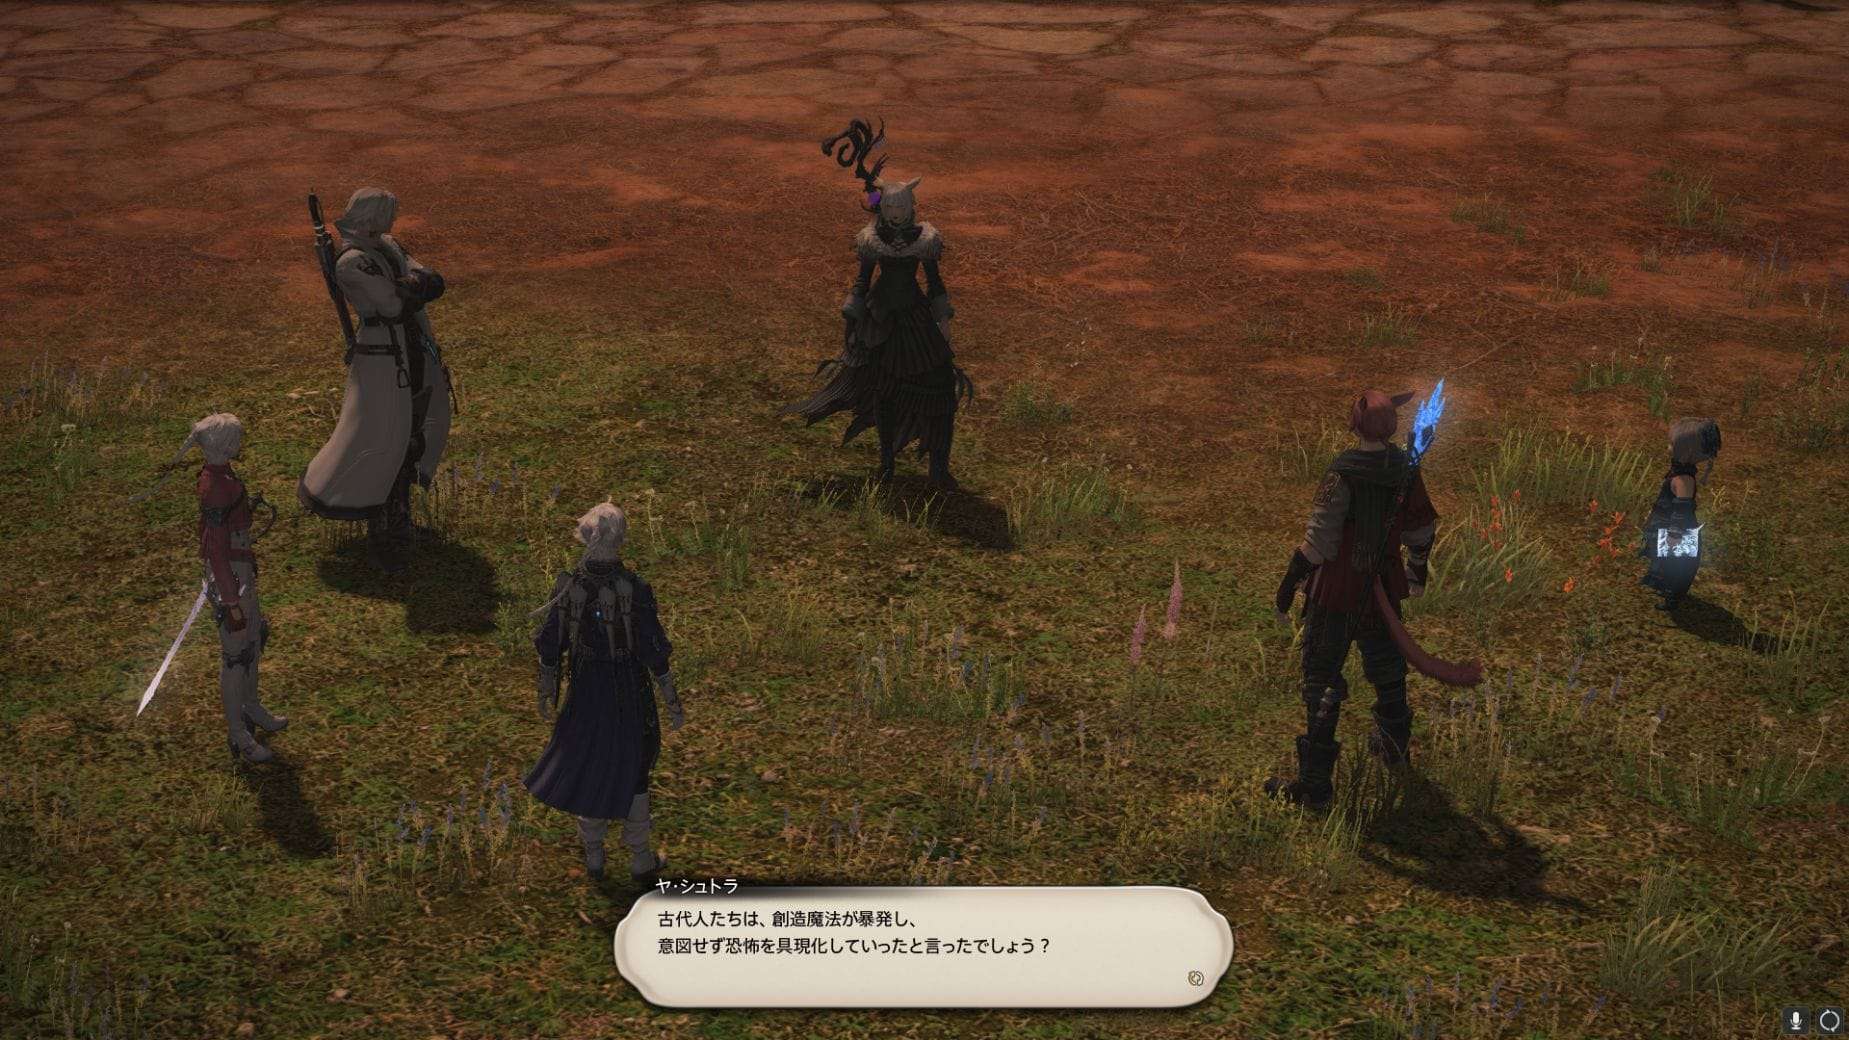 ヤ・シュトラ
古代人たちは、創造魔法が暴発し、
意図せず恐怖を具現化していったと言ったでしょう？